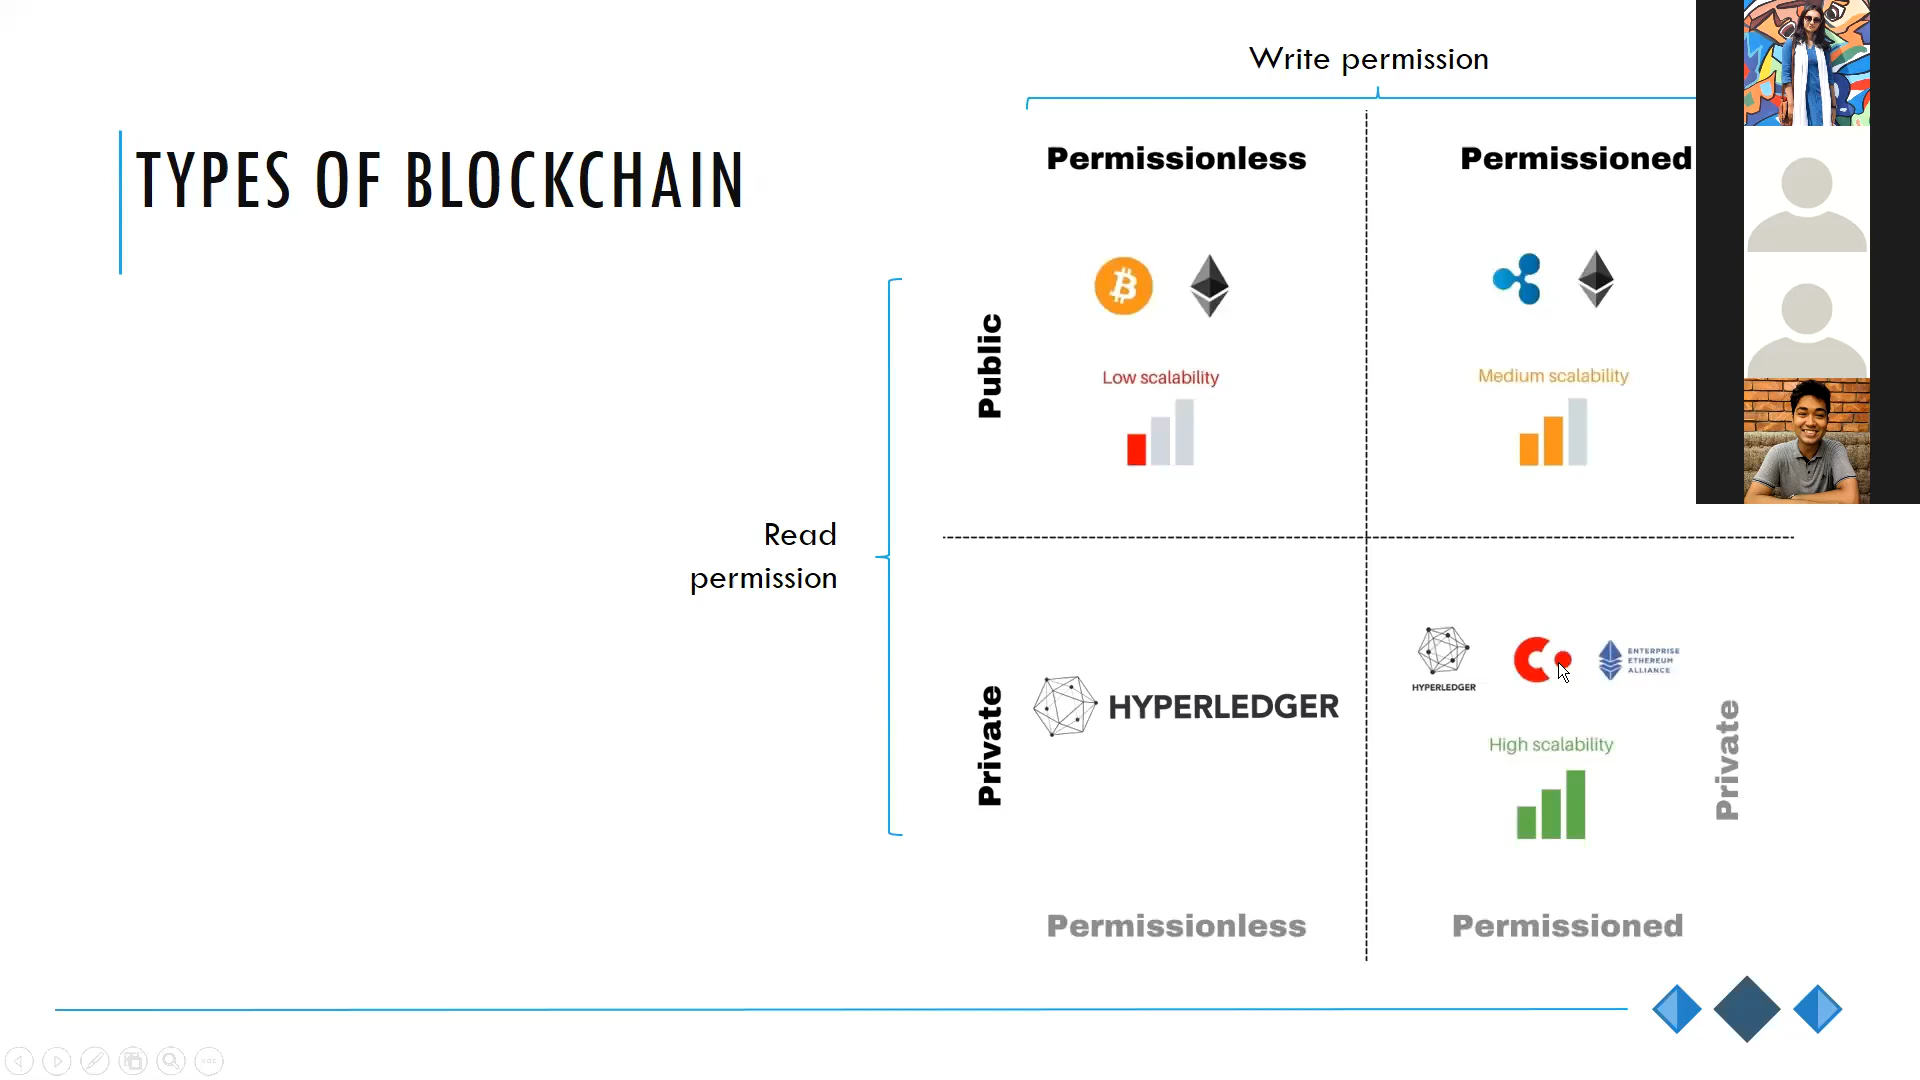 Write permission
TYPES OF BLOCKCHAIN
Permissionless
Permissioned
Public
Low scalability
Medium scalability
Read
permission
Private
HYPERLEDGER
HYPERLEDGER
ENTERPRISE
ETHEREUM
ALLIANCE
High scalability
Private
Permissionless
Permissioned